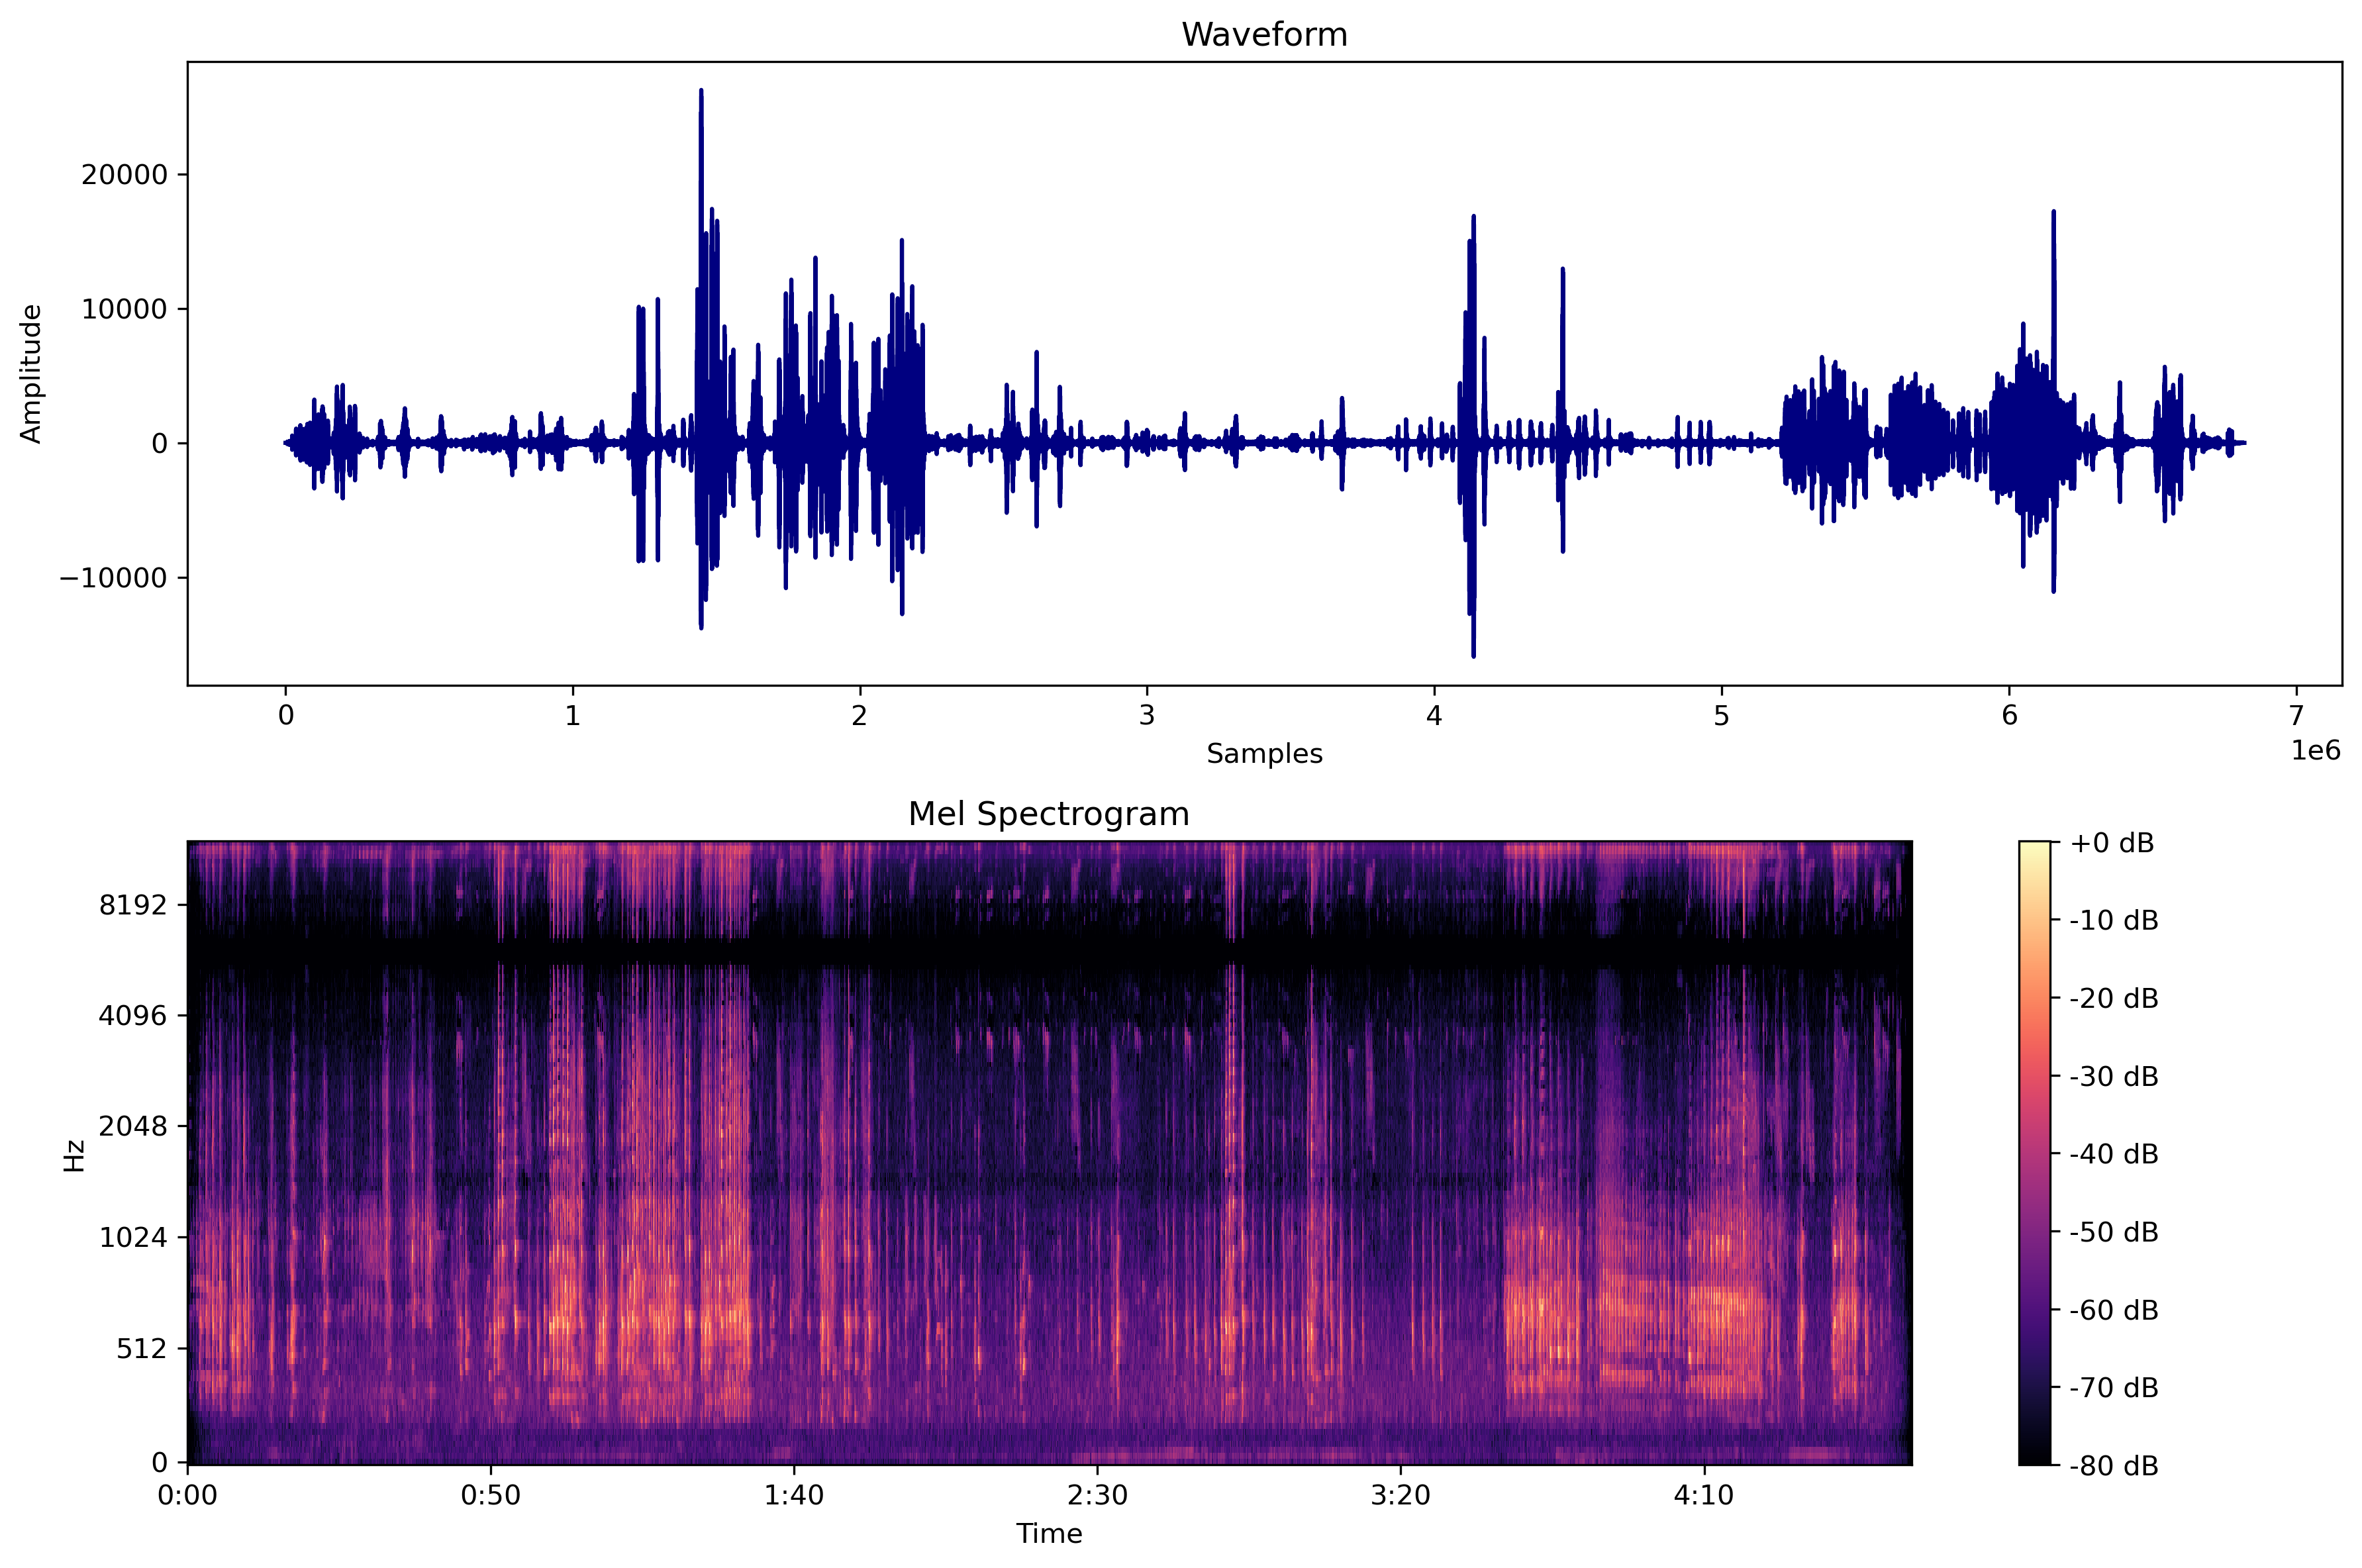 Waveform
Amplitude
20000
10000
0
−10000
0 1 2 3 4 5 6 7
1e6
Samples
Mel Spectrogram
Hz
8192
4096
2048
1024
512
0
0:00 0:50 1:40 2:30 3:20 4:10
Time
+0 dB
-10 dB
-20 dB
-30 dB
-40 dB
-50 dB
-60 dB
-70 dB
-80 dB